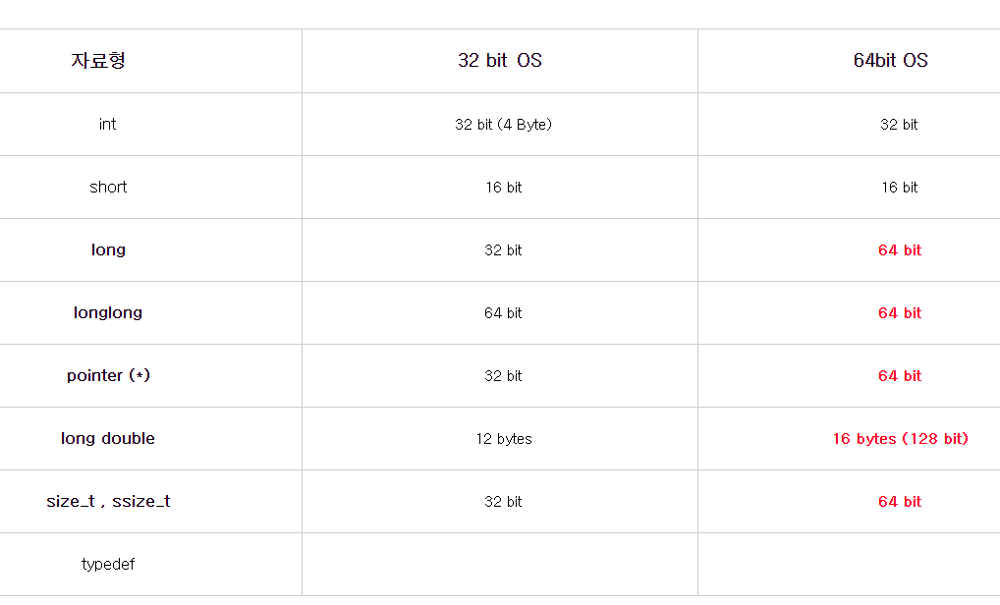 자료형 32 bit OS 64bit OS
int 32 bit (4 Byte) 32 bit
short 16 bit 16 bit
long 32 bit 64 bit
longlong 64 bit 64 bit
pointer (*) 32 bit 64 bit
long double 12 bytes 16 bytes (128 bit)
size_t , ssize_t 32 bit 64 bit
typedef